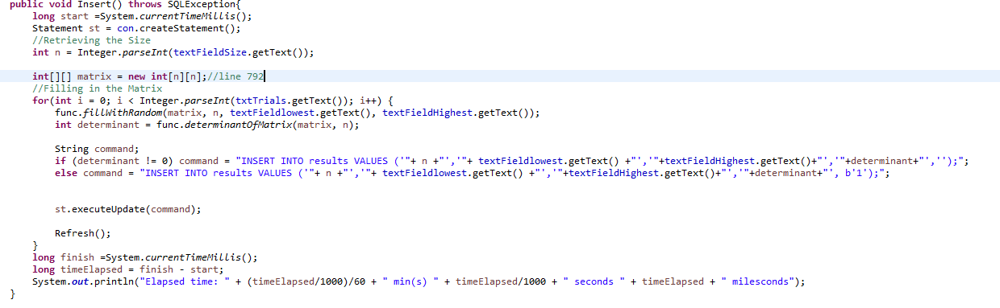 public void Insert() throws SQLException{
long start =System.currentTimeMillis();
Statement st = con.createStatement();
//Retrieving the Size
int n = Integer.parseInt(textFieldSize.getText());
int[][] matrix = new int[n][n];//line 792
//Filling in the Matrix
for(int i = 0; i < Integer.parseInt(txtTrials.getText()); i++) {
func.fillWithRandom(matrix, n, textFieldlowest.getText(), textFieldHighest.getText());
int determinant = func.determinantOfMatrix(matrix, n);
String command;
if (determinant != 0) command = "INSERT INTO results VALUES ('"+ n +"','"+ textFieldlowest.getText() +"','"+textFieldHighest.getText()+"','"+determinant+"','');";
else command = "INSERT INTO results VALUES ('"+ n +"','"+ textFieldlowest.getText() +"','"+textFieldHighest.getText()+"','"+determinant+"', b'1');";
st.executeUpdate(command);
Refresh();
}
long finish =System.currentTimeMillis();
long timeElapsed = finish - start;
System.out.println("Elapsed time: " + (timeElapsed/1000)/60 + " min(s) " + timeElapsed/1000 + " seconds " + timeElapsed + " milesconds");
}